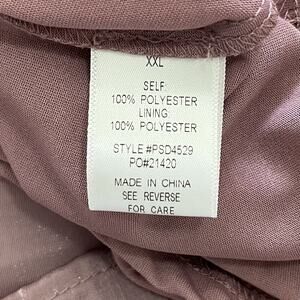 XXL
SELF:
100% POLYESTER
LINING:
100% POLYESTER
STYLE #PSD4529
PO#21420
MADE IN CHINA
SEE REVERSE
FOR CARE